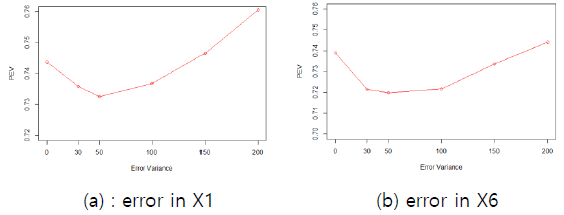 0.76
0.75
0.74
0.73
0.72
PEV
0 30 50 100 150 200
Error Variance
(a) : error in X1
0.76
0.75
0.74
0.73
0.72
0.71
0.70
PEV
0 30 50 100 150 200
Error Variance
(b) error in X6